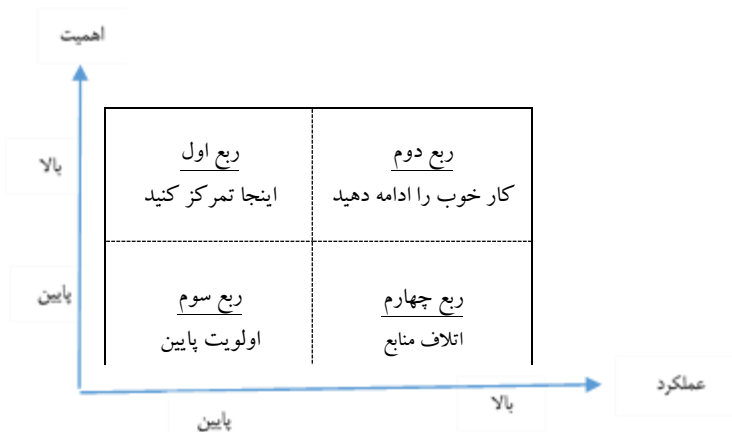 اهمیت
بالا
ربع اول
اینجا تمرکز کنید
ربع دوم
کار خوب را ادامه دهید
پایین
ربع سوم
اولویت پایین
ربع چهارم
اتلاف منابع
عملکرد
پایین
بالا